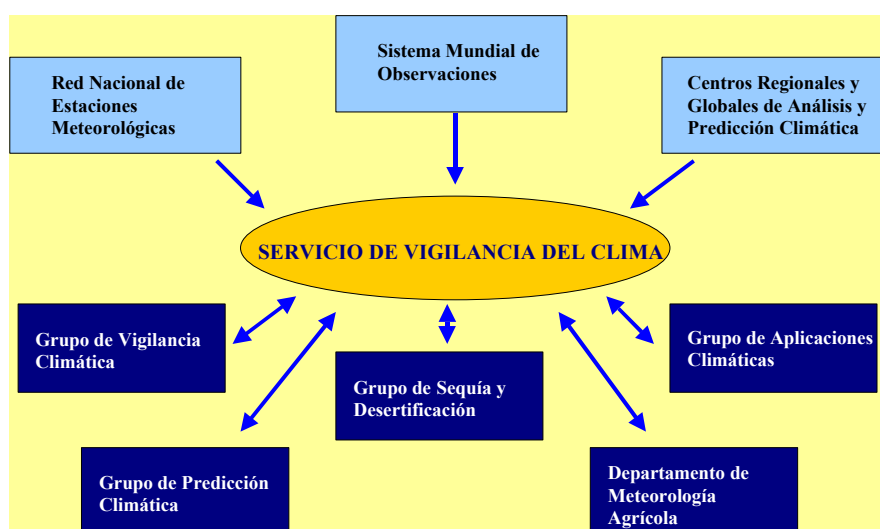 Red Nacional de
Estaciones
Meteorológicas
Sistema Mundial de
Observaciones
Centros Regionales y
Globales de Análisis y
Predicción Climática
SERVICIO DE VIGILANCIA DEL CLIMA
Grupo de Vigilancia
Climática
Grupo de Sequía y
Desertificación
Grupo de Aplicaciones
Climáticas
Grupo de Predicción
Climática
Departamento de
Meteorología
Agrícola